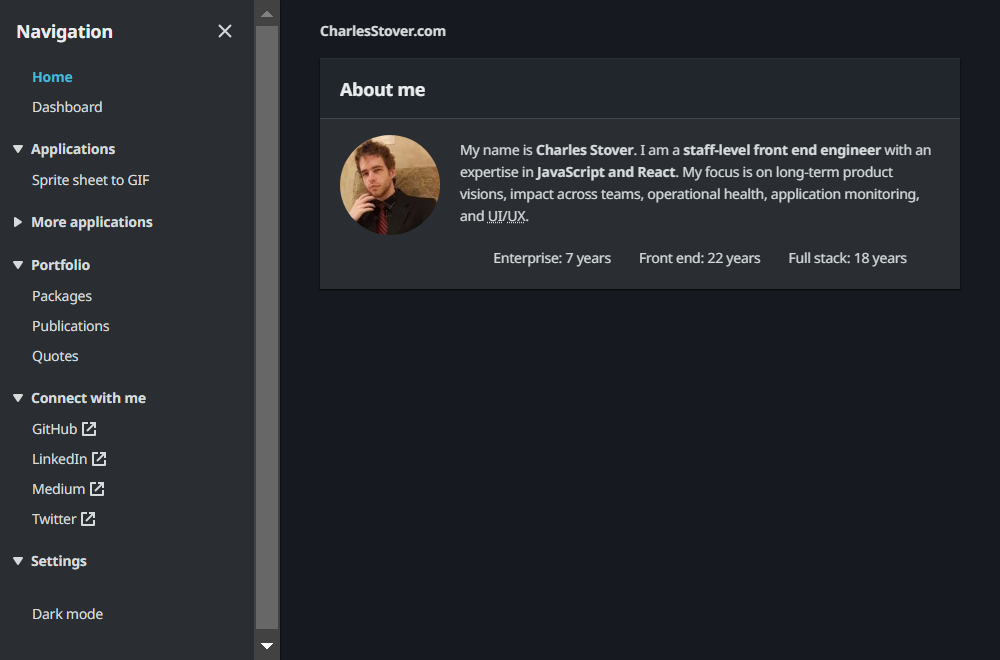 Navigation
Home
Dashboard
Applications
Sprite sheet to GIF
More applications
Portfolio
Packages
Publications
Quotes
Connect with me
GitHub
LinkedIn
Medium
Twitter
Settings
Dark mode
CharlesStover.com
About me
My name is Charles Stover. I am a staff-level front end engineer with an
expertise in JavaScript and React. My focus is on long-term product
visions, impact across teams, operational health, application monitoring,
and UI/UX.
Enterprise: 7 years Front end: 22 years Full stack: 18 years